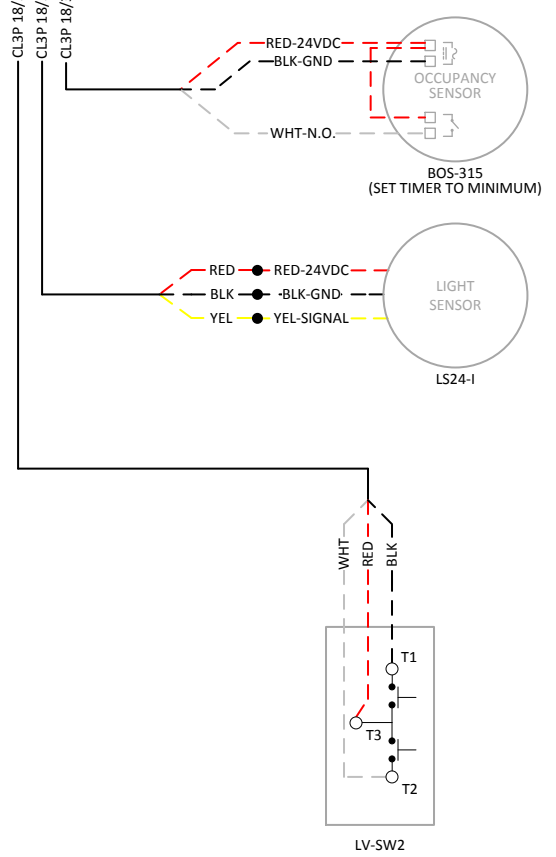 CL3P 18/
CL3P 18/
CL3P 18/
RED-24VDC
BLK-GND
WHT-N.O.
OCCUPANCY
SENSOR
BOS-315
(SET TIMER TO MINIMUM)
RED
RED-24VDC
BLK
BLK-GND
YEL
YEL-SIGNAL
LIGHT
SENSOR
LS24-I
WHT
RED
BLK
T1
T3
T2
LV-SW2